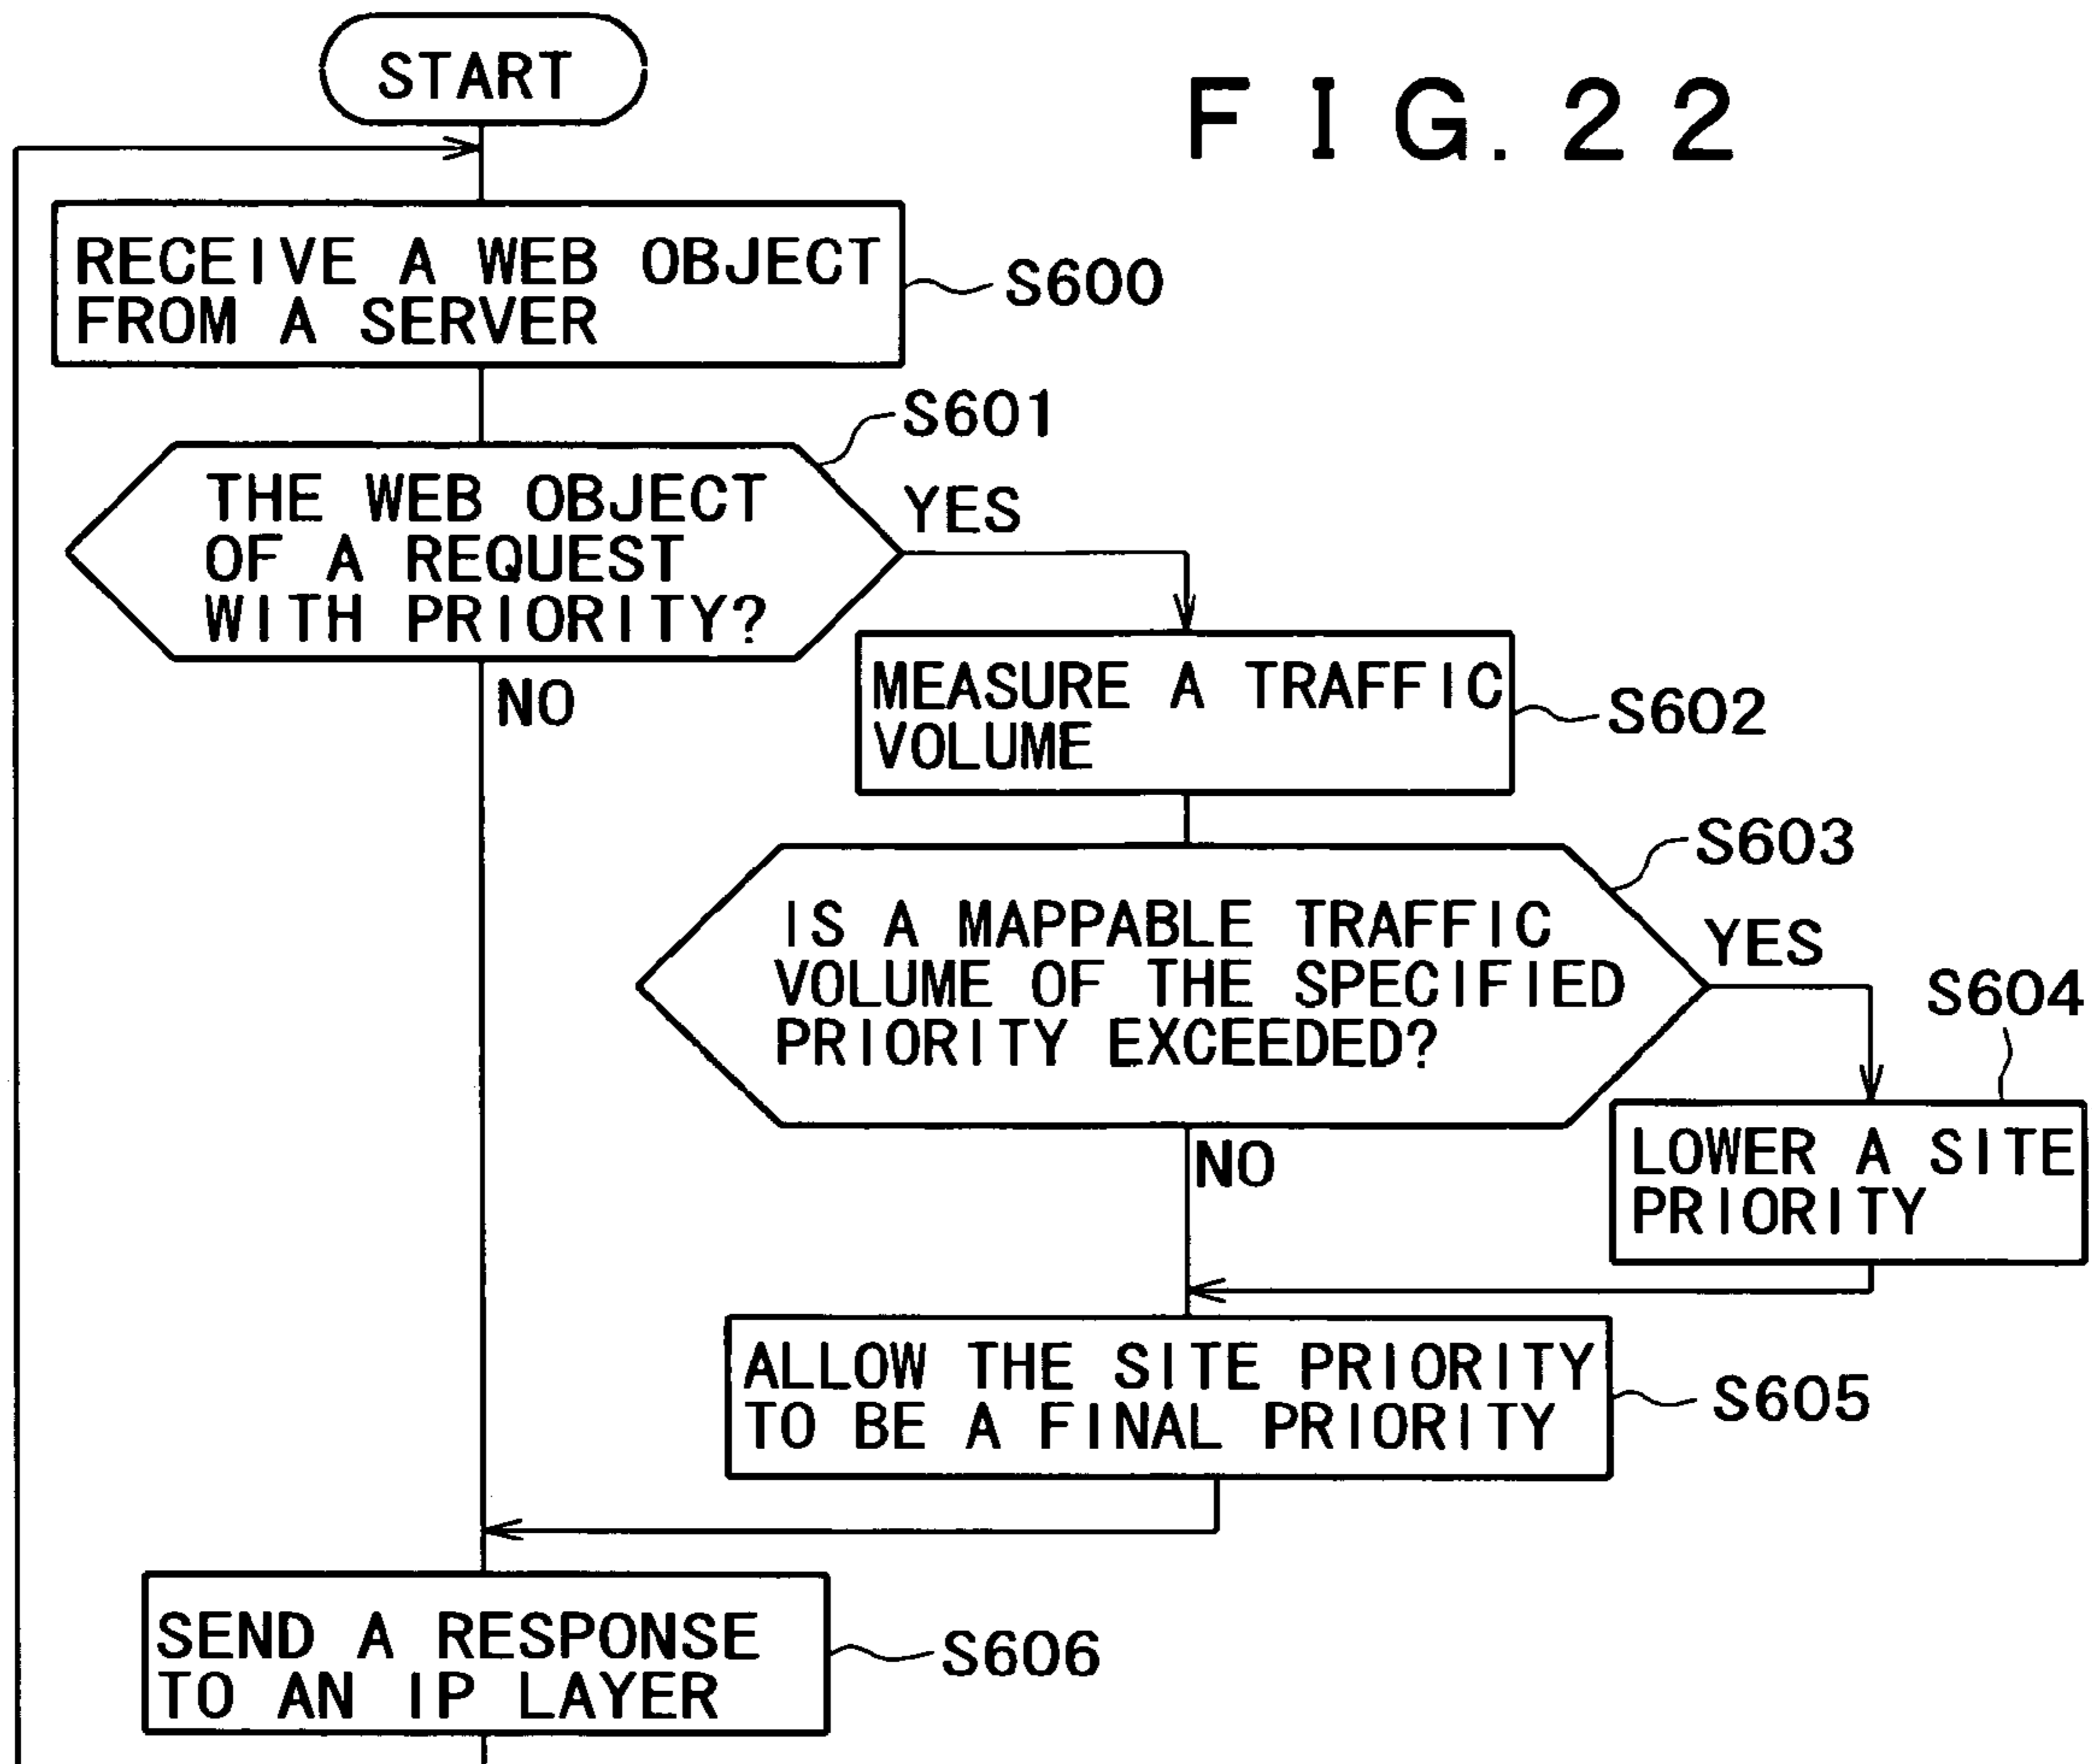 START
FIG.22
RECEIVE A WEB OBJECT
FROM A SERVER
S600
S601
THE WEB OBJECT
OF A REQUEST
WITH PRIORITY?
YES
NO
MEASURE A TRAFFIC
VOLUME
S602
S603
IS A MAPPABLE TRAFFIC
VOLUME OF THE SPECIFIED
PRIORITY EXCEEDED?
YES
S604
NO
LOWER A SITE
PRIORITY
ALLOW THE SITE PRIORITY
TO BE A FINAL PRIORITY
S605
SEND A RESPONSE
TO AN IP LAYER
S606